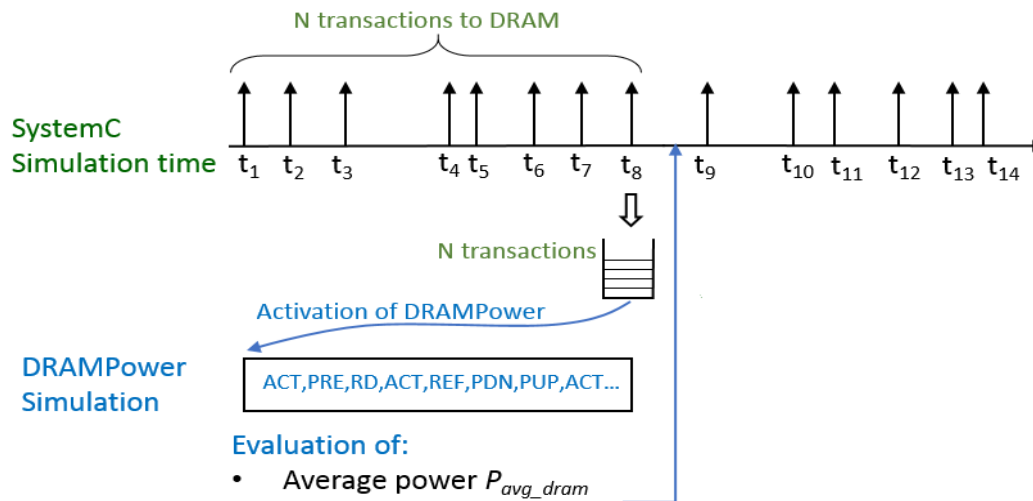 N transactions to DRAM
SystemC
Simulation time
t1 t2 t3 t4 t5 t6 t7 t8 t9 t10 t11 t12 t13 t14
N transactions
Activation of DRAMPower
DRAMPower
Simulation
ACT,PRE,RD,ACT,REF,PDN,PUP,ACT...
Evaluation of:
• Average power Pavg_dram